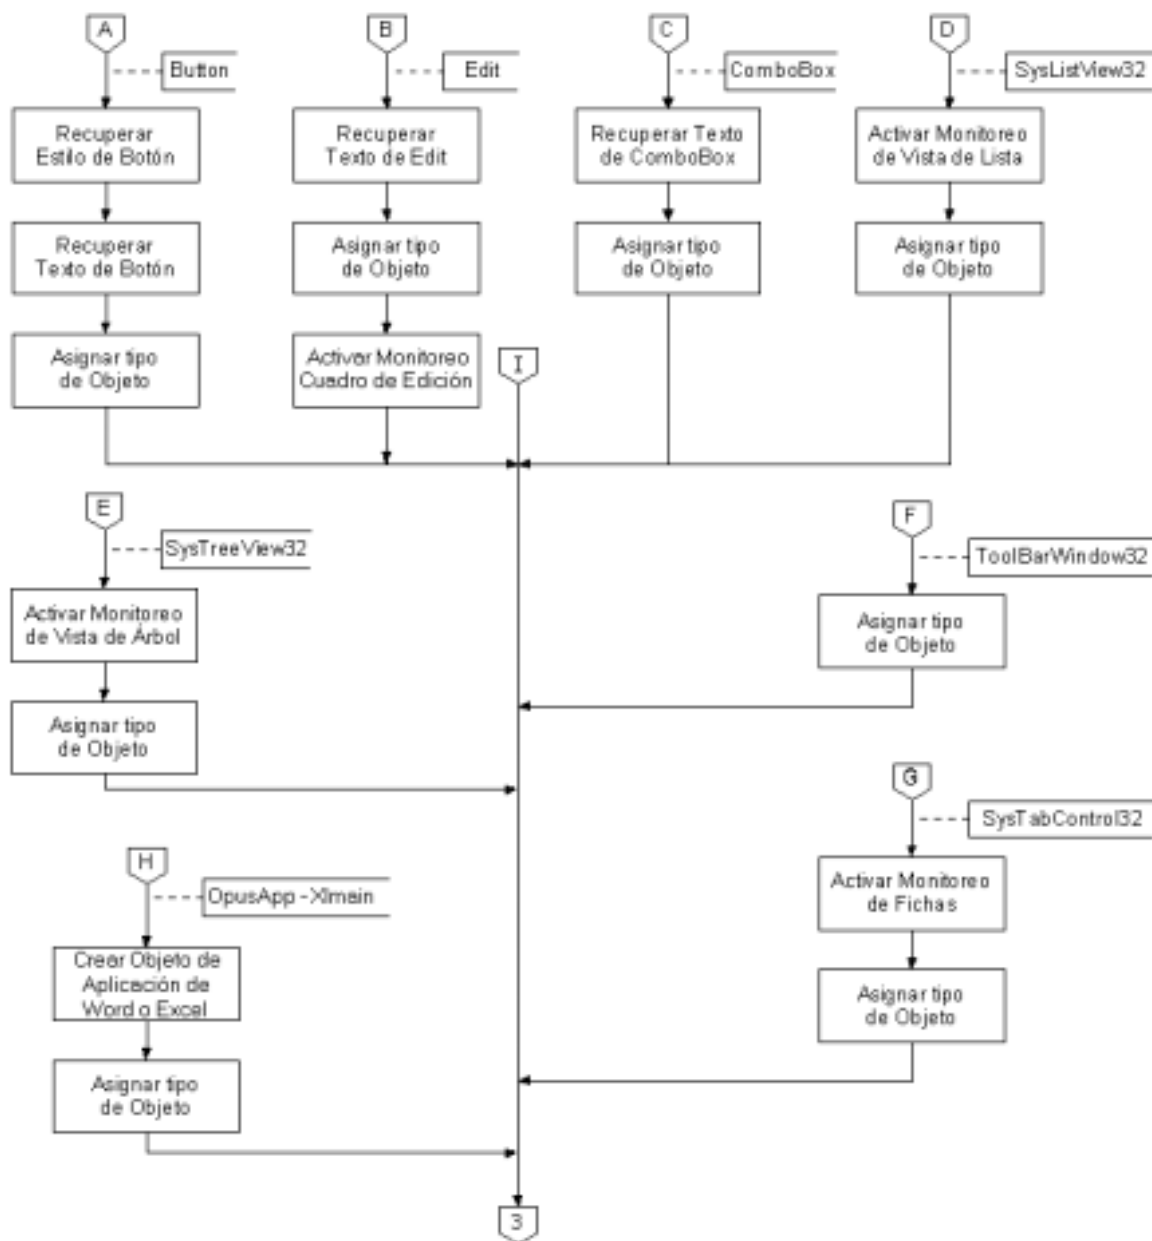 A
Button
Recuperar
Estilo de Botón
Recuperar
Texto de Botón
Asignar tipo
de Objeto
B
Edit
Recuperar
Texto de Edit
Asignar tipo
de Objeto
Activar Monitoreo
Cuadro de Edición
C
ComboBox
Recuperar Texto
de ComboBox
Asignar tipo
de Objeto
D
SysListView32
Activar Monitoreo
de Vista de Lista
Asignar tipo
de Objeto
I
E
SysTreeView32
Activar Monitoreo
de Vista de Árbol
Asignar tipo
de Objeto
F
ToolBarWindow32
Asignar tipo
de Objeto
G
SysTabControl32
Activar Monitoreo
de Fichas
Asignar tipo
de Objeto
H
OpusApp - Xlmain
Crear Objeto de
Aplicación de
Word o Excel
Asignar tipo
de Objeto
3